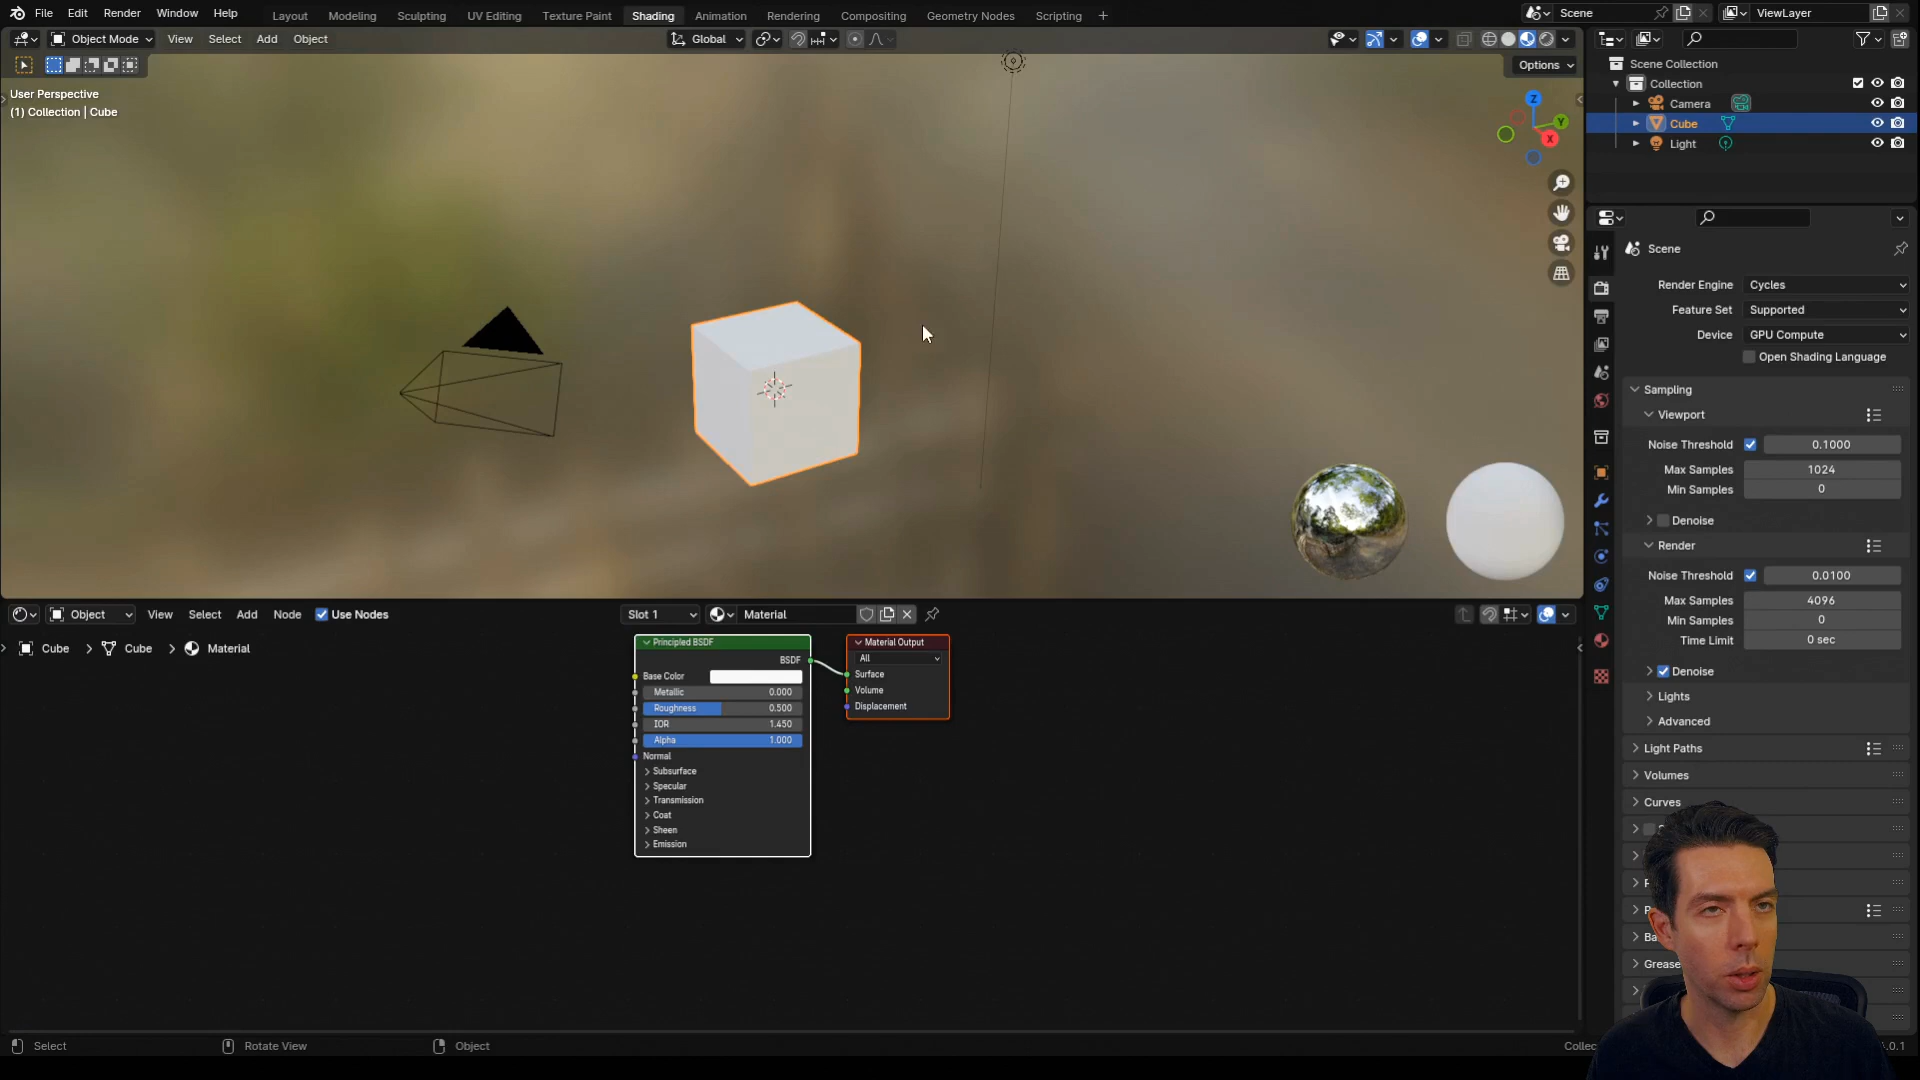 File Edit Render Window Help Layout Modeling Sculpting UV Editing Texture Paint Shading Animation Rendering Compositing Geometry Nodes Scripting + Scene ViewLayer
Object Mode View Select Add Object Global
Options
User Perspective
(1) Collection | Cube
Z
Y
X
Scene Collection
Collection
Camera
Cube
Light
Scene
Render Engine Cycles
Feature Set Supported
Device GPU Compute
Open Shading Language
Sampling
Viewport
Noise Threshold 0.1000
Max Samples 1024
Min Samples 0
Denoise
Render
Noise Threshold 0.0100
Max Samples 4096
Min Samples 0
Time Limit 0 sec
Denoise
Lights
Advanced
Light Paths
Volumes
Curves
Ba
Grease
Object View Select Add Node Use Nodes Slot 1 Material
Cube > Cube > Material
Principled BSDF
BSDF
Base Color
Metallic 0.000
Roughness 0.500
IOR 1.450
Alpha 1.000
Normal
Subsurface
Specular
Transmission
Coat
Sheen
Emission
Material Output
All
Surface
Volume
Displacement
Select Rotate View Object Collec .0.1